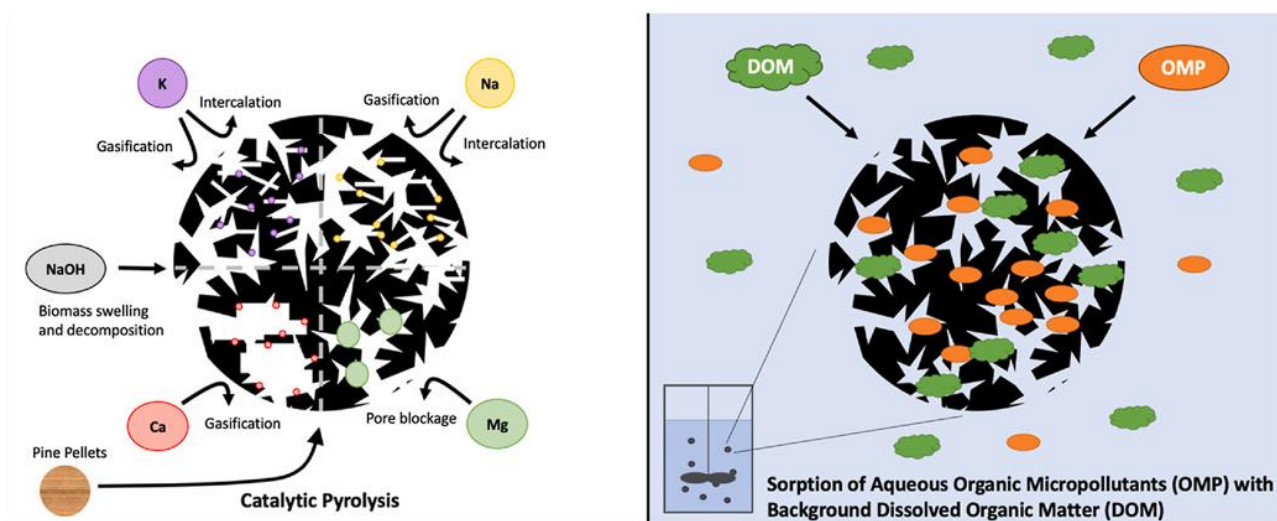 K
Na
Intercalation
Gasification
Gasification
Intercalation
NaOH
Biomass swelling
and decomposition
Ca
Gasification
Pore blockage
Mg
Pine Pellets
Catalytic Pyrolysis
DOM
OMP
Sorption of Aqueous Organic Micropollutants (OMP) with
Background Dissolved Organic Matter (DOM)